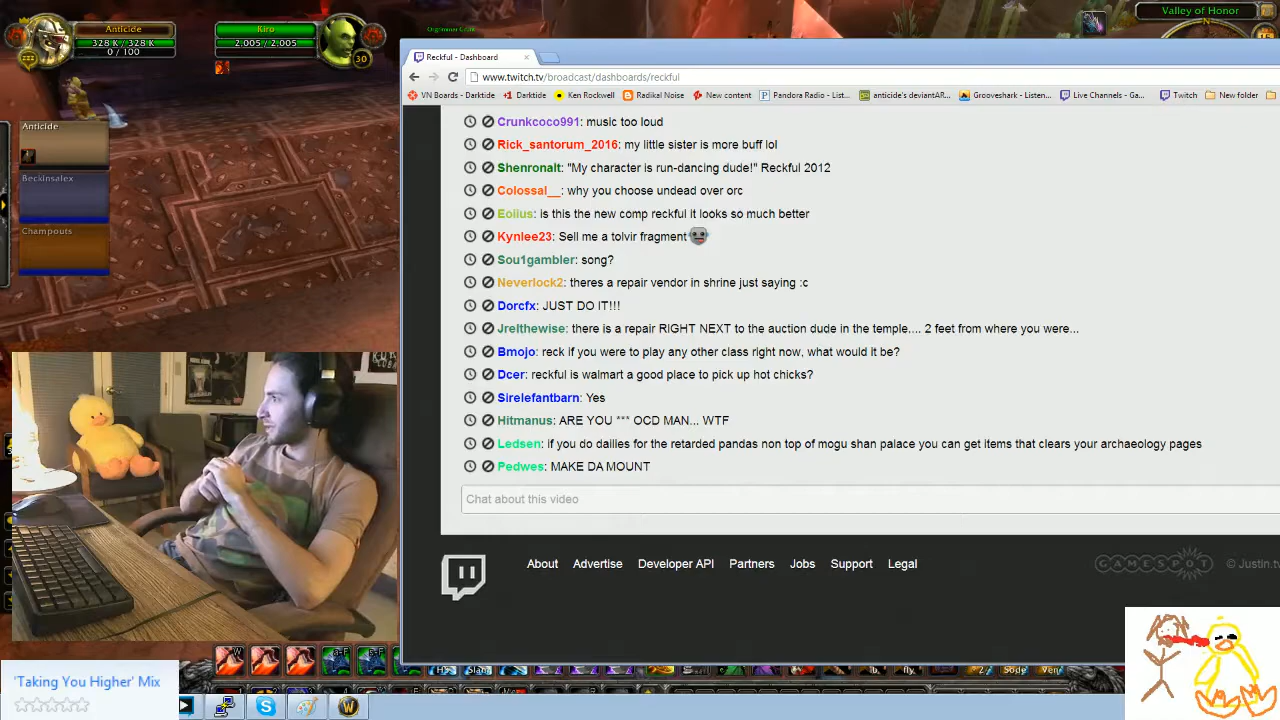 Anticide
328 K / 328 K
0 / 100
Kiro
2,005 / 2,005
30
Valley of Honor
Anticide
Beckinsalex
Champouts
Reckful - Dashboard
www.twitch.tv/broadcast/dashboards/reckful
VN Boards - Darktide
+1 Darktide
Ken Rockwell
Radikal Noise
New content
Pandora Radio - List...
anticide's deviantAR...
Grooveshark - Listen...
Live Channels - Ga...
Twitch
New folder
Crunkcoco991: music too loud
Rick_santorum_2016: my little sister is more buff lol
Shenronalt: "My character is run-dancing dude!" Reckful 2012
Colossal__: why you choose undead over orc
Eoiius: is this the new comp reckful it looks so much better
Kynlee23: Sell me a tolvir fragment
Sou1gambler: song?
Neverlock2: theres a repair vendor in shrine just saying :c
Dorcfx: JUST DO IT!!!
Jrelthewise: there is a repair RIGHT NEXT to the auction dude in the temple.... 2 feet from where you were...
Bmojo: reck if you were to play any other class right now, what would it be?
Dcer: reckful is walmart a good place to pick up hot chicks?
Sirelefantbarn: Yes
Hitmanus: ARE YOU *** OCD MAN... WTF
Ledsen: if you do dailies for the retarded pandas non top of mogu shan palace you can get items that clears your archaeology pages
Pedwes: MAKE DA MOUNT
Chat about this video
About
Advertise
Developer API
Partners
Jobs
Support
Legal
GAMESPOT
© Justin.tv
'Taking You Higher' Mix